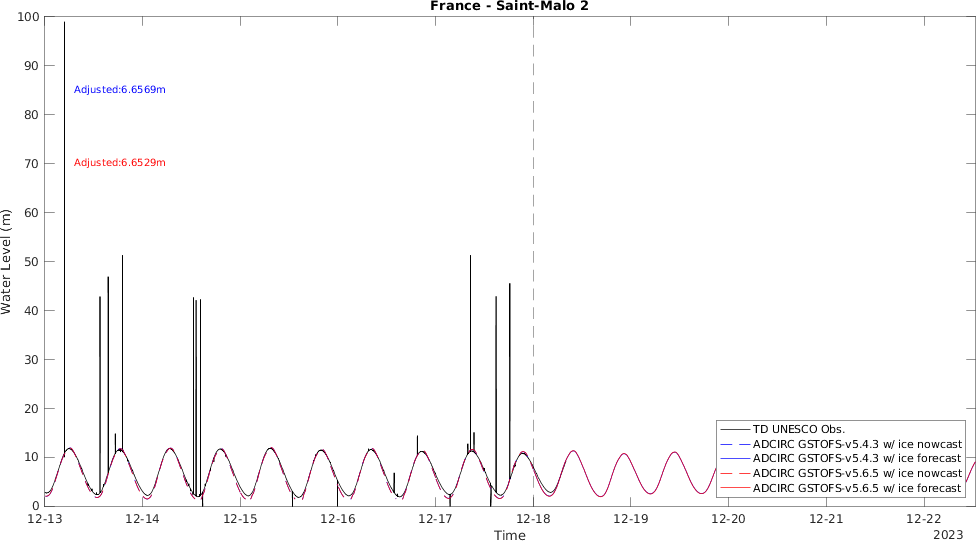 France - Saint-Malo 2
100
90
80
70
60
50
40
30
20
10
0
Water Level (m)
Adjusted:6.6569m
Adjusted:6.6529m
TD UNESCO Obs.
ADCIRC GSTOFS-v5.4.3 w/ ice nowcast
ADCIRC GSTOFS-v5.4.3 w/ ice forecast
ADCIRC GSTOFS-v5.6.5 w/ ice nowcast
ADCIRC GSTOFS-v5.6.5 w/ ice forecast
12-13 12-14 12-15 12-16 12-17 12-18 12-19 12-20 12-21 12-22
Time
2023